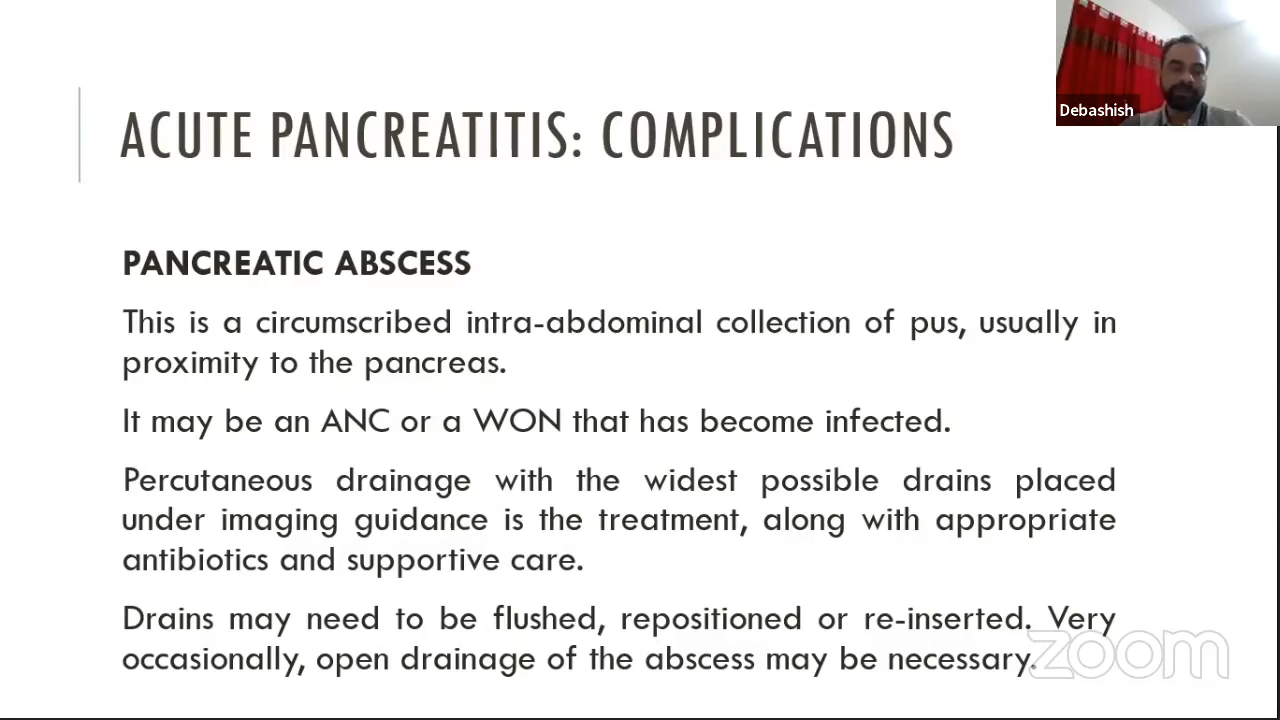 Debashish
ACUTE PANCREATITIS: COMPLICATIONS
PANCREATIC ABSCESS
This is a circumscribed intra-abdominal collection of pus, usually in
proximity to the pancreas.
It may be an ANC or a WON that has become infected.
Percutaneous drainage with the widest possible drains placed
under imaging guidance is the treatment, along with appropriate
antibiotics and supportive care.
Drains may need to be flushed, repositioned or re-inserted. Very
occasionally, open drainage of the abscess may be necessary.
zoom